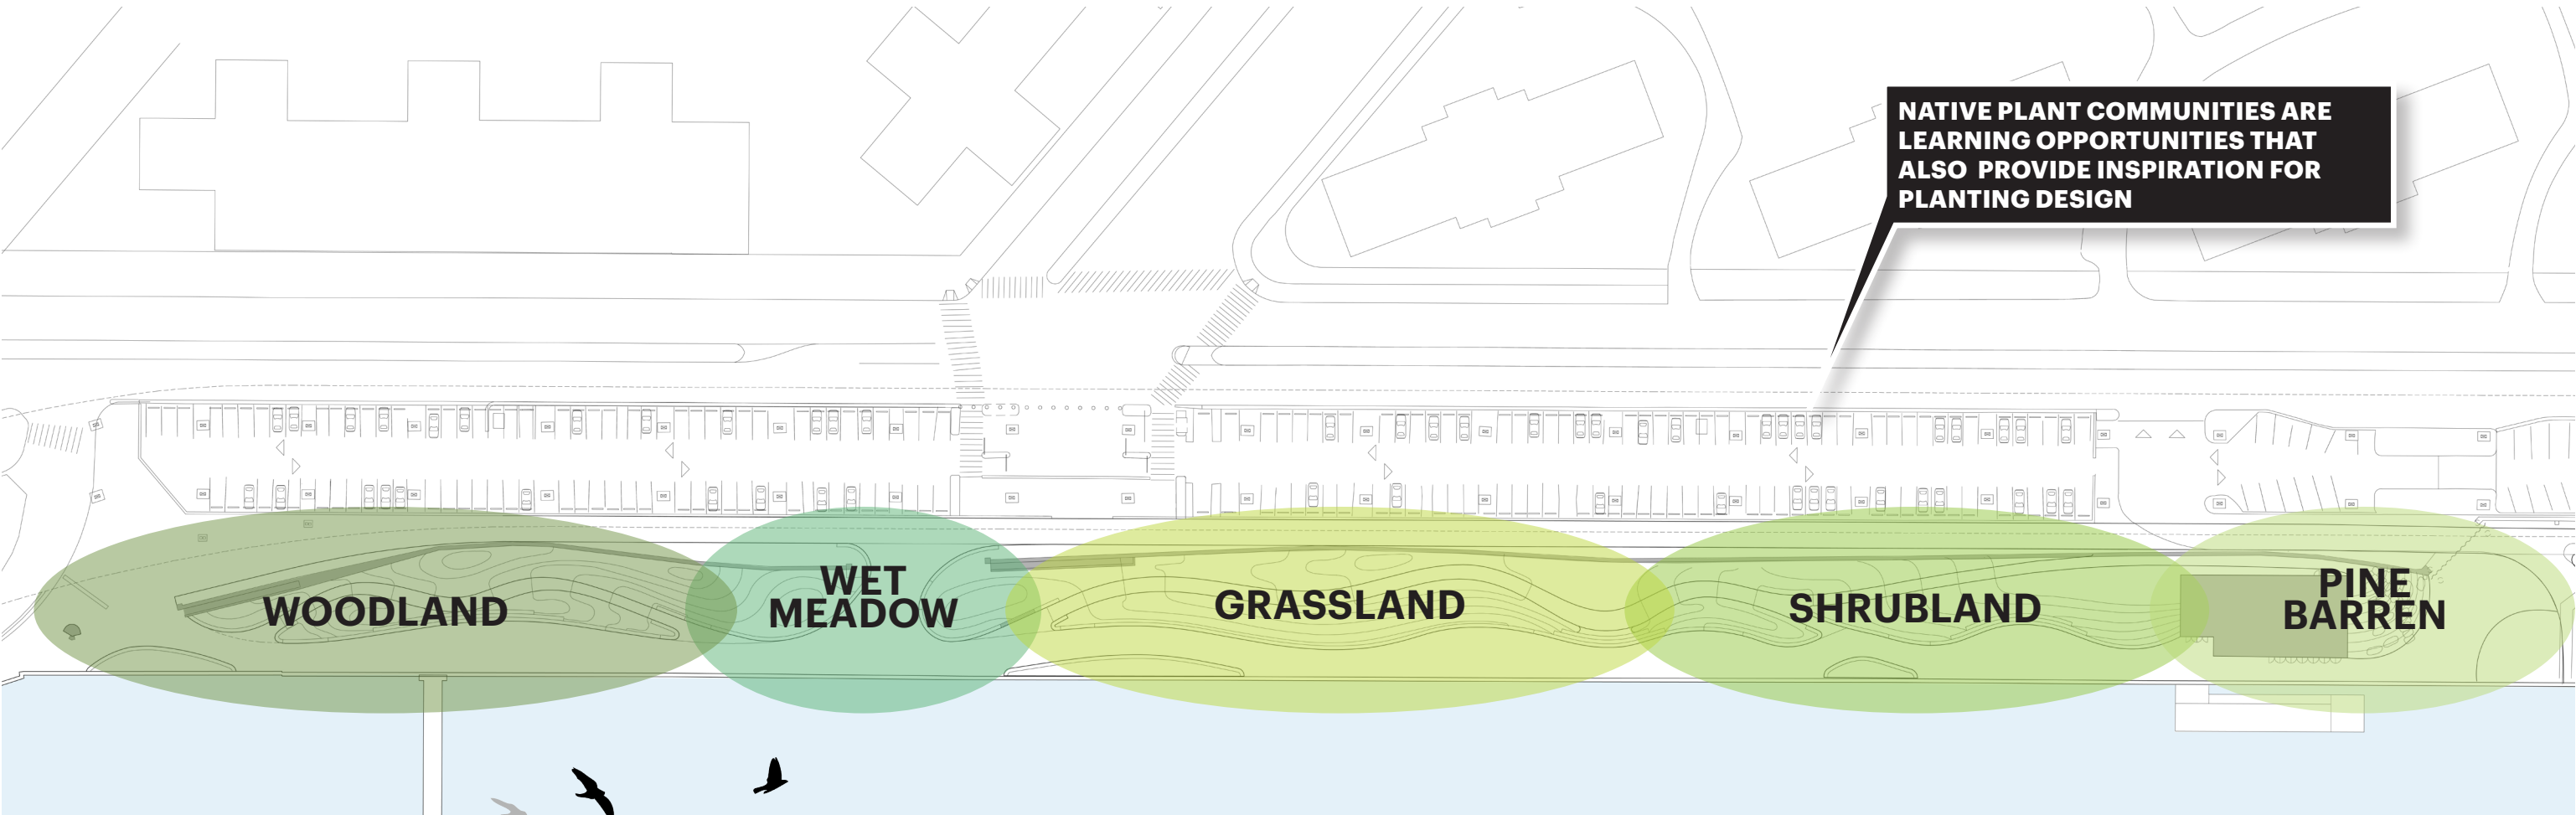 NATIVE PLANT COMMUNITIES ARE
LEARNING OPPORTUNITIES THAT
ALSO PROVIDE INSPIRATION FOR
PLANTING DESIGN
WOODLAND
WET
MEADOW
GRASSLAND
SHRUBLAND
PINE
BARREN